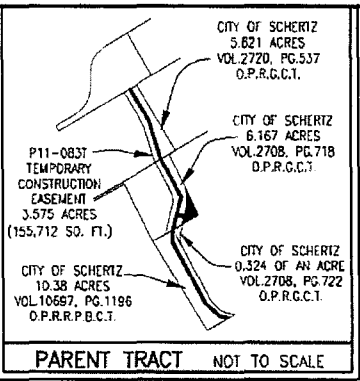 CITY OF SCHERTZ
5.621 ACRES
VOL.2720, PG.537
O.P.R.G.C.T.
CITY OF SCHERTZ
6.167 ACRES
VOL.2708, PG.718
O.P.R.G.C.T.
P11-083T
TEMPORARY
CONSTRUCTION
EASEMENT
3.575 ACRES
(155,712 SQ. FT.)
CITY OF SCHERTZ
0.324 OF AN ACRE
VOL.2708, PG.722
O.P.R.G.C.T.
CITY OF SCHERTZ
10.38 ACRES
VOL.10697, PG.1196
O.P.R.R.P.B.C.T.
PARENT TRACT NOT TO SCALE